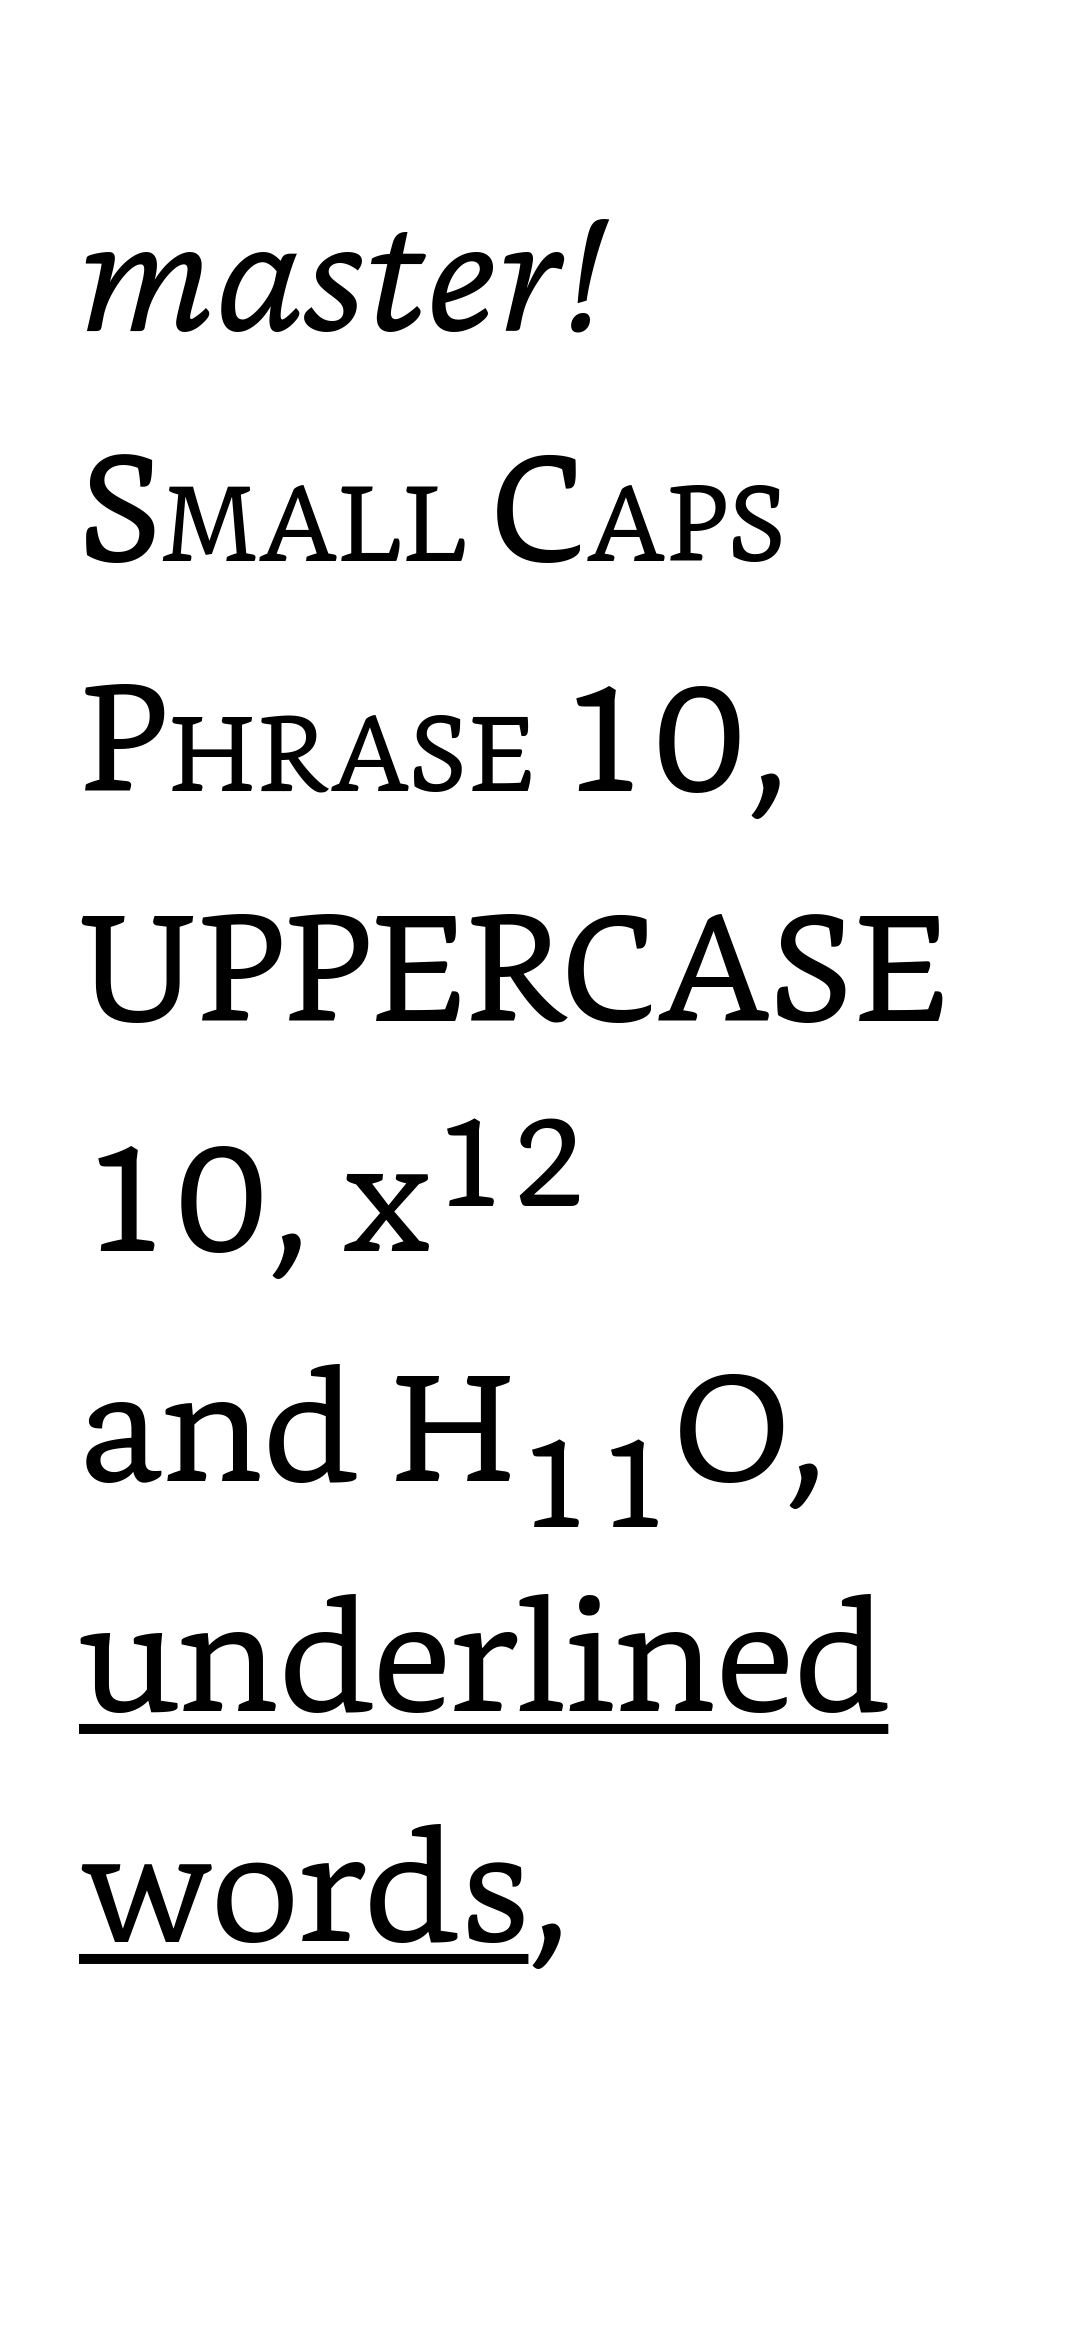 master!
Small Caps
Phrase 10,
UPPERCASE
10, x¹²
and H₁₁O,
underlined
words,